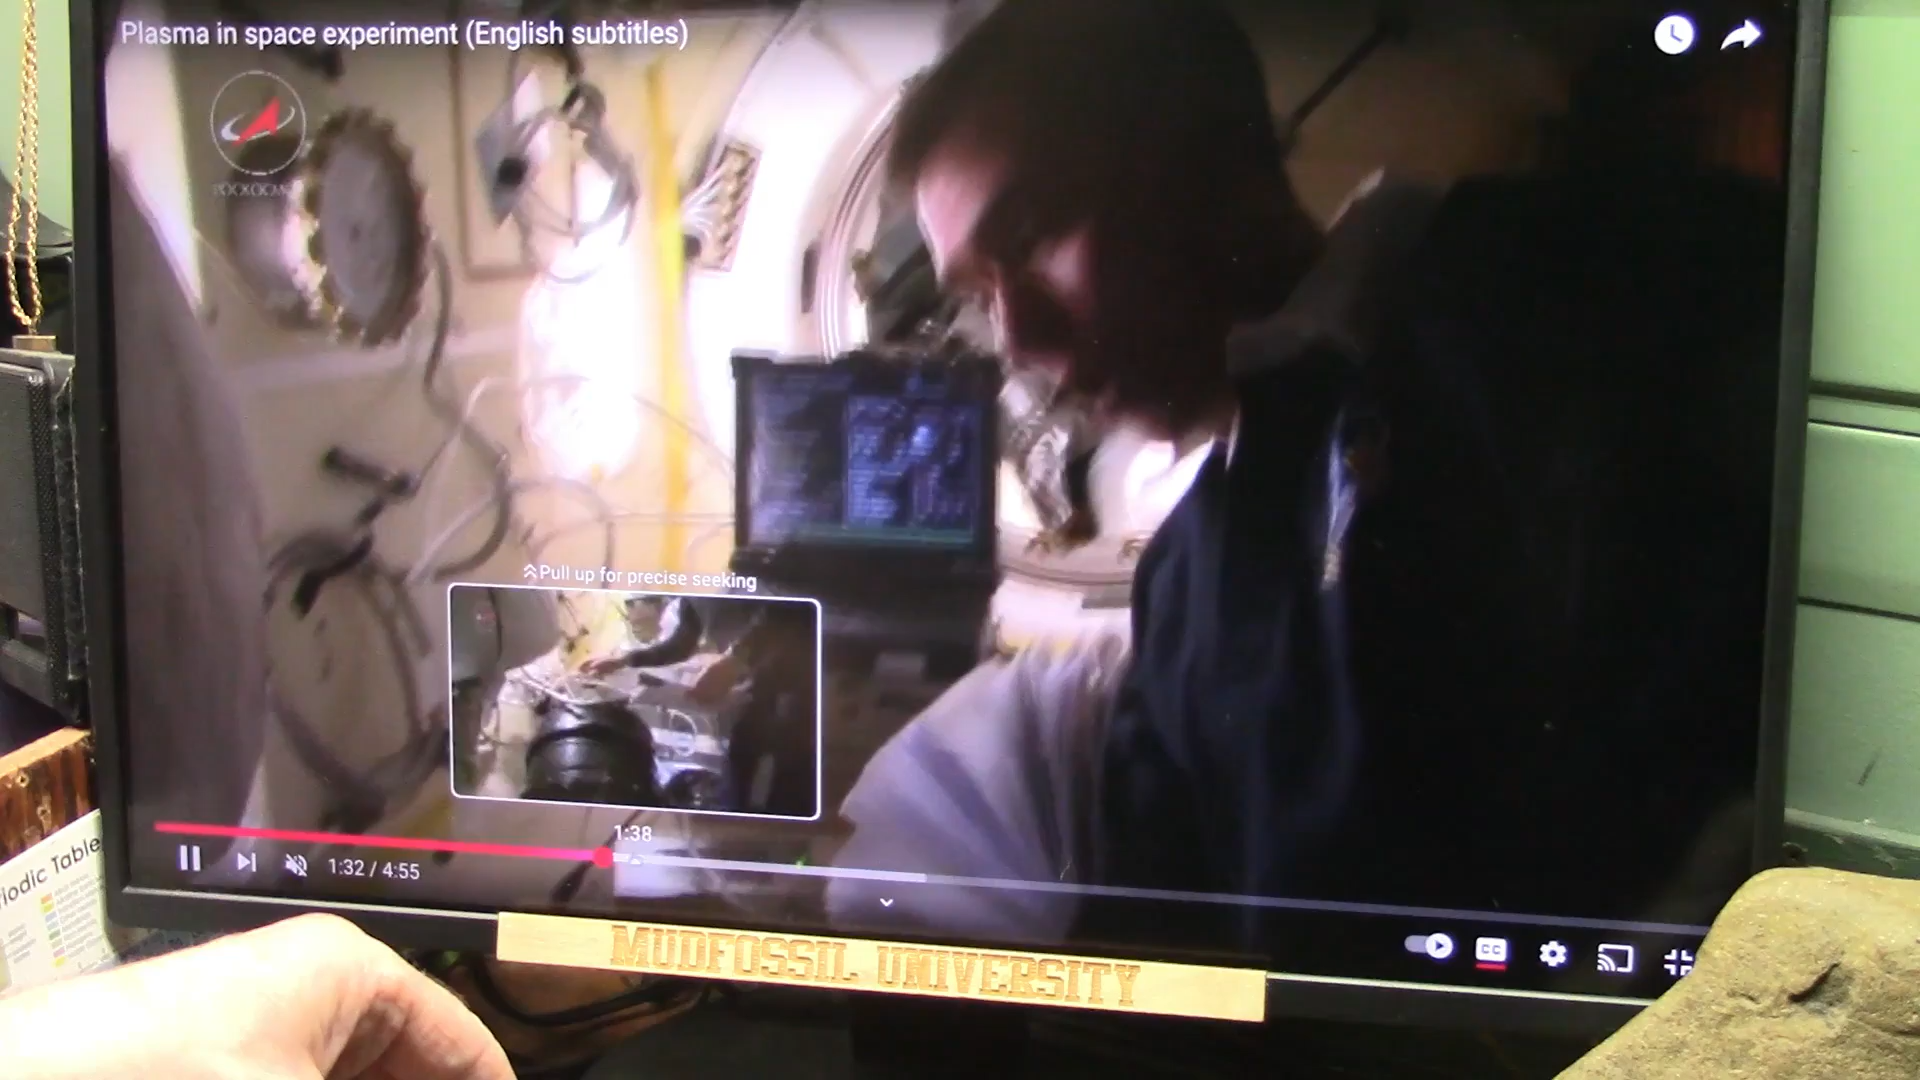 Plasma in space experiment (English subtitles)
Pull up for precise seeking
1:38
1:32 / 4:55
CC
iodic Table
MUDFOSSIL UNIVERSITY